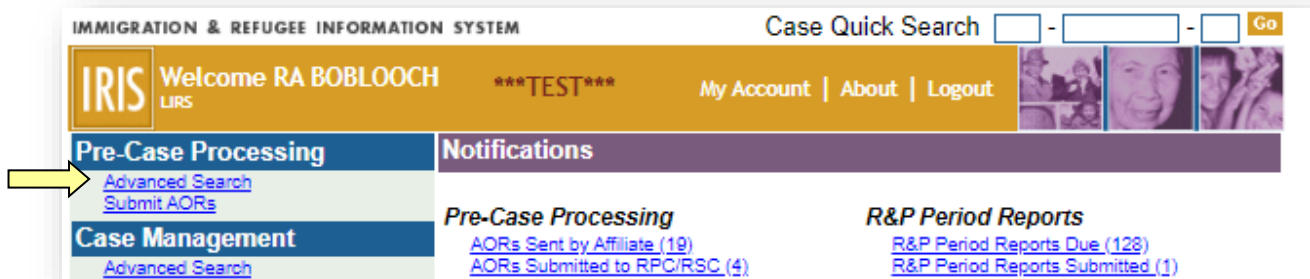 IMMIGRATION & REFUGEE INFORMATION SYSTEM
Case Quick Search - - Go
IRIS Welcome RA BOBLOOCH ***TEST*** My Account | About | Logout
LIRS
Pre-Case Processing
Advanced Search
Submit AORs
Case Management
Advanced Search
Notifications
Pre-Case Processing
AORs Sent by Affiliate (19)
AORs Submitted to RPC/RSC (4)
R&P Period Reports
R&P Period Reports Due (128)
R&P Period Reports Submitted (1)